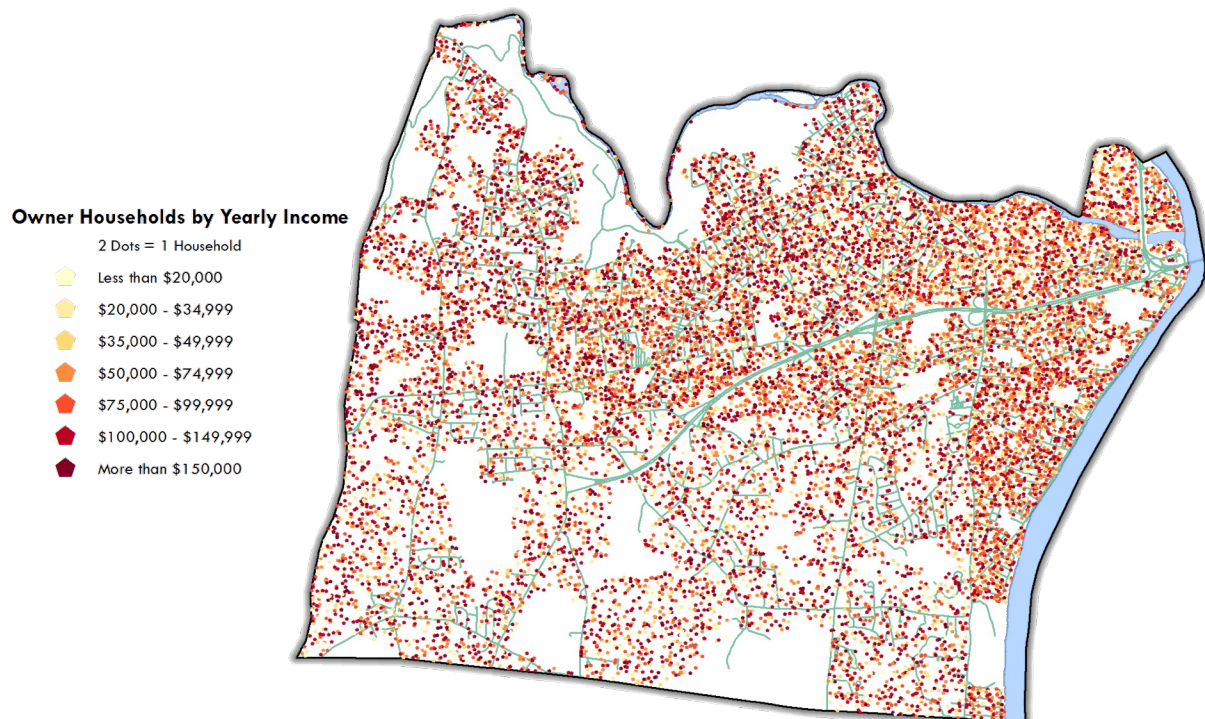 Owner Households by Yearly Income
2 Dots = 1 Household
Less than $20,000
$20,000 - $34,999
$35,000 - $49,999
$50,000 - $74,999
$75,000 - $99,999
$100,000 - $149,999
More than $150,000